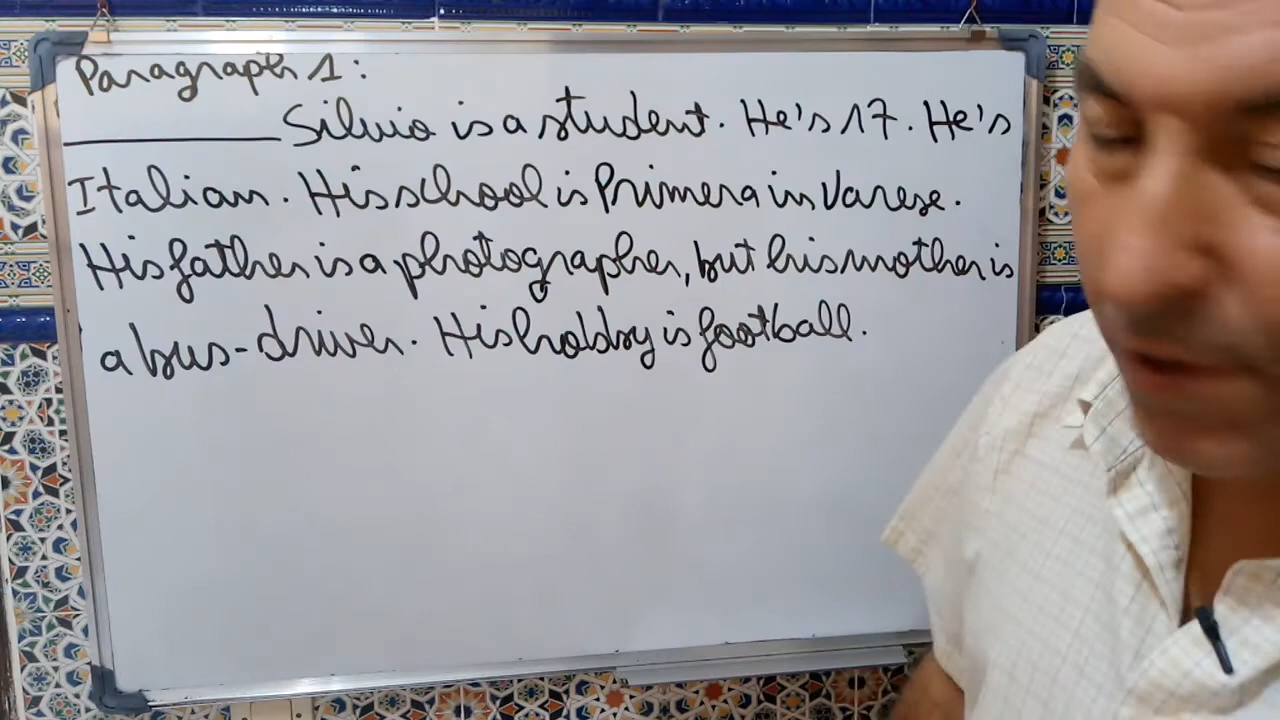 Paragraph 1:
Silvio is a student. He's 17. He's
Italian. His school is Primera in Varese.
His father is a photographer, but his mother is
a bus-driver. His hobby is football.